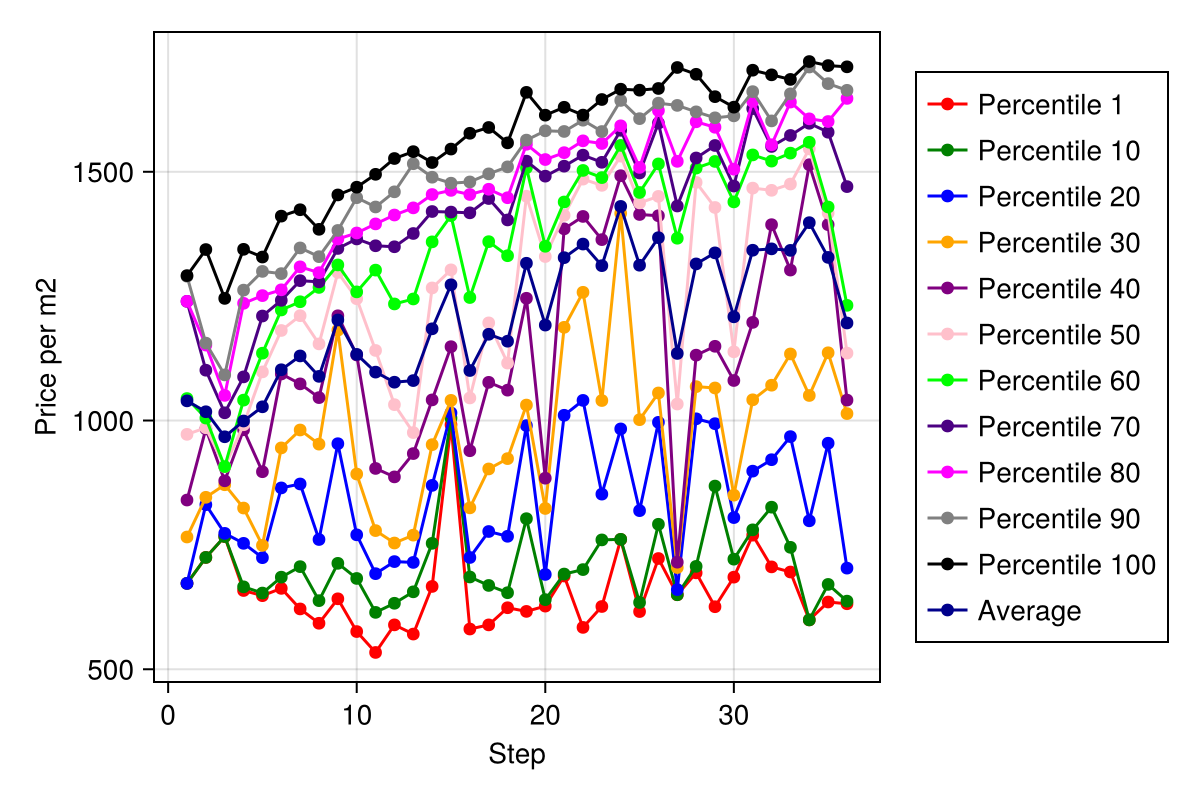 1500
1000
500
Price per m2
0 10 20 30
Step
Percentile 1
Percentile 10
Percentile 20
Percentile 30
Percentile 40
Percentile 50
Percentile 60
Percentile 70
Percentile 80
Percentile 90
Percentile 100
Average